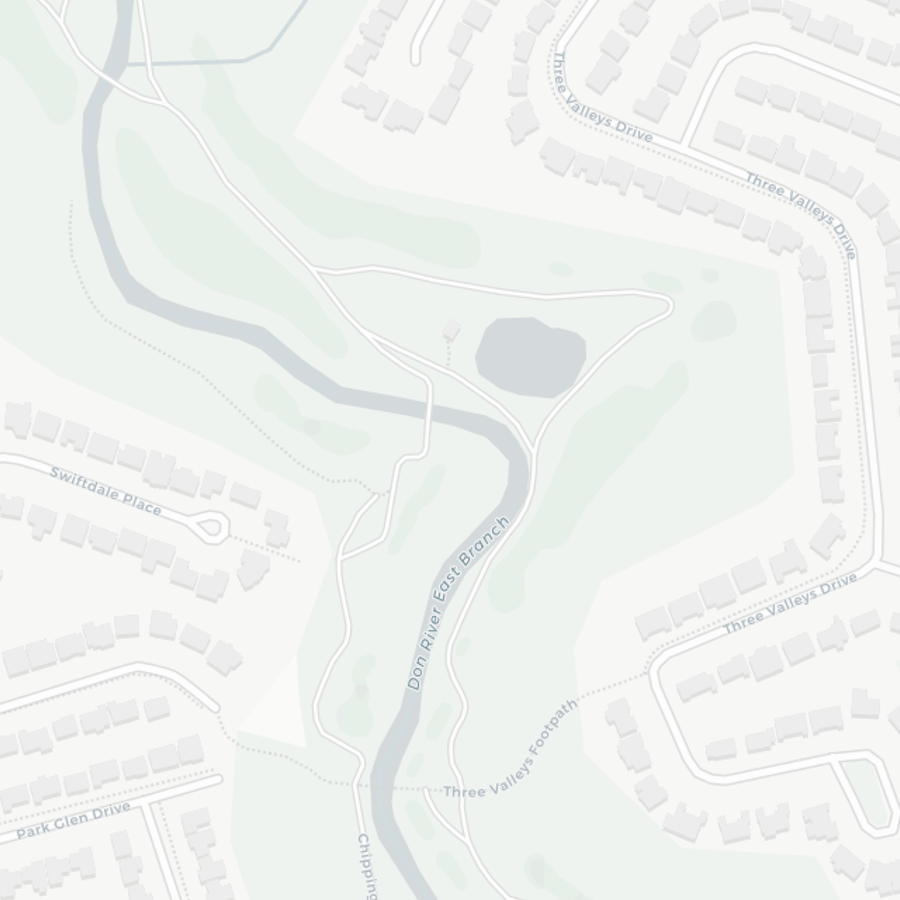 Three Valleys Drive
Three Valleys Drive
Swiftdale Place
Don River East Branch
Three Valleys Drive
Three Valleys Footpath
Park Glen Drive
Chipping